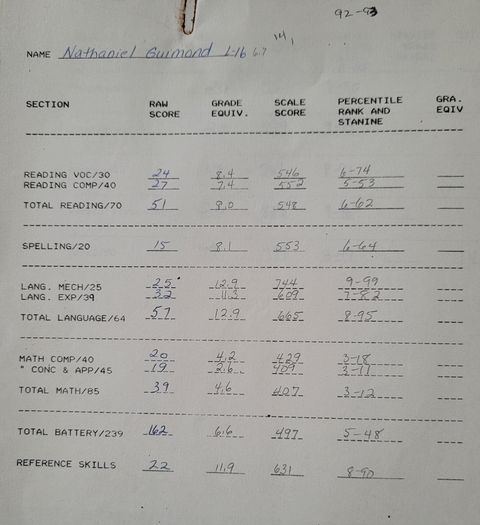 92-93
NAME Nathaniel Guimond 6.7
SECTION RAW SCORE GRADE EQUIV. SCALE SCORE PERCENTILE RANK AND STANINE GRA. EQIV
READING VOC/30 24 8.4 546 6-74
READING COMP/40 27 7.4 552 5-53
TOTAL READING/70 51 8.0 548 6-62
SPELLING/20 15 8.1 553 6-64
LANG. MECH/25 25 12.9 744 9-99
LANG. EXP/39 32 11.3 609 7-82
TOTAL LANGUAGE/64 57 12.9 665 8-95
MATH COMP/40 20 4.2 429 3-18
" CONC & APP/45 19 2.6 409 3-11
TOTAL MATH/85 39 4.6 407 3-12
TOTAL BATTERY/239 162 6.6 497 5-48
REFERENCE SKILLS 22 11.9 631 8-90